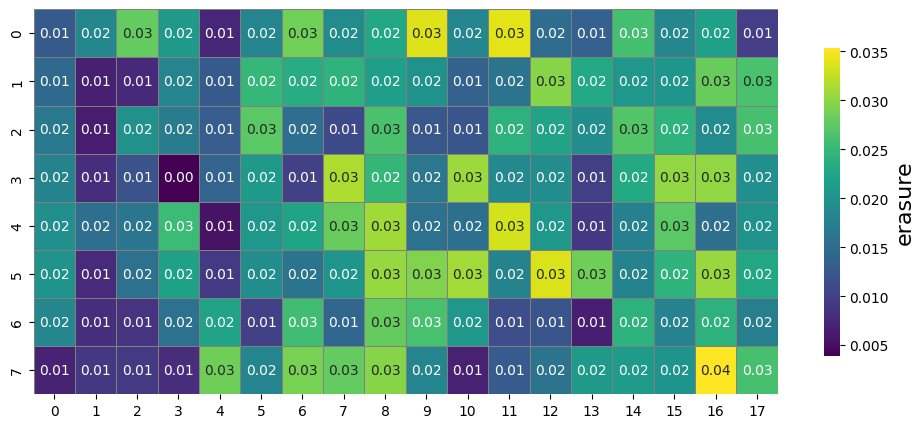 0 0.01 0.02 0.03 0.02 0.01 0.02 0.03 0.02 0.02 0.03 0.02 0.03 0.02 0.01 0.03 0.02 0.02 0.01
1 0.01 0.01 0.01 0.02 0.01 0.02 0.02 0.02 0.02 0.02 0.01 0.02 0.03 0.02 0.02 0.02 0.03 0.03
2 0.02 0.01 0.02 0.02 0.01 0.03 0.02 0.01 0.03 0.01 0.01 0.02 0.02 0.02 0.03 0.02 0.02 0.03
3 0.02 0.01 0.01 0.00 0.01 0.02 0.01 0.03 0.02 0.02 0.03 0.02 0.02 0.01 0.02 0.03 0.03 0.02
4 0.02 0.02 0.02 0.03 0.01 0.02 0.02 0.03 0.03 0.02 0.02 0.03 0.02 0.01 0.02 0.03 0.02 0.02
5 0.02 0.01 0.02 0.02 0.01 0.02 0.02 0.02 0.03 0.03 0.03 0.02 0.03 0.03 0.02 0.02 0.03 0.02
6 0.02 0.01 0.01 0.02 0.02 0.01 0.03 0.01 0.03 0.03 0.02 0.01 0.01 0.01 0.02 0.02 0.02 0.02
7 0.01 0.01 0.01 0.01 0.03 0.02 0.03 0.03 0.03 0.02 0.01 0.01 0.02 0.02 0.02 0.02 0.04 0.03
0 1 2 3 4 5 6 7 8 9 10 11 12 13 14 15 16 17
0.035
0.030
0.025
0.020
0.015
0.010
0.005
erasure